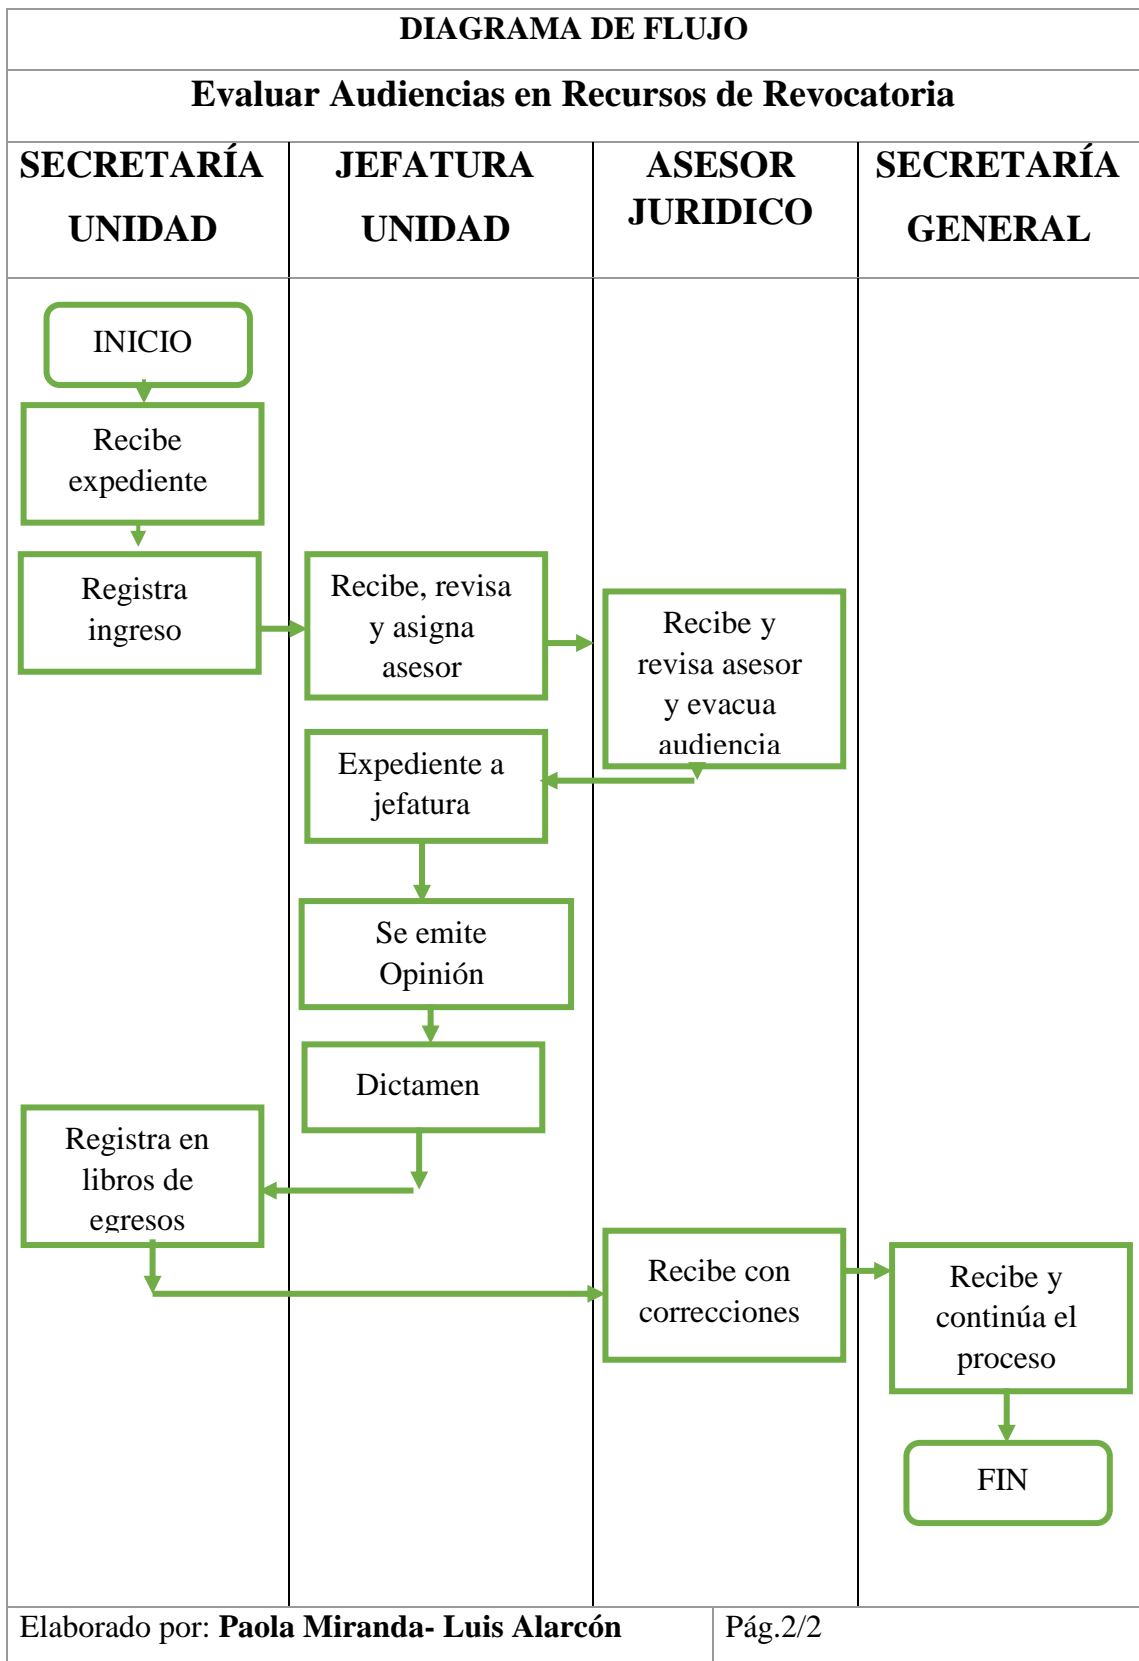 DIAGRAMA DE FLUJO
Evaluar Audiencias en Recursos de Revocatoria
SECRETARÍA
UNIDAD
JEFATURA
UNIDAD
ASESOR
JURIDICO
SECRETARÍA
GENERAL
INICIO
Recibe
expediente
Registra
ingreso
Recibe, revisa
y asigna
asesor
Recibe y
revisa asesor
y evacua
audiencia
Expediente a
jefatura
Se emite
Opinión
Dictamen
Registra en
libros de
egresos
Recibe con
correcciones
Recibe y
continúa el
proceso
FIN
Elaborado por: Paola Miranda- Luis Alarcón
Pág.2/2